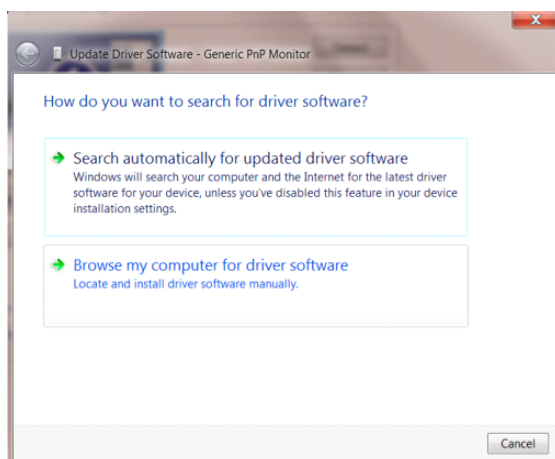 Update Driver Software - Generic PnP Monitor
How do you want to search for driver software?
Search automatically for updated driver software
Windows will search your computer and the Internet for the latest driver
software for your device, unless you've disabled this feature in your device
installation settings.
Browse my computer for driver software
Locate and install driver software manually.
Cancel